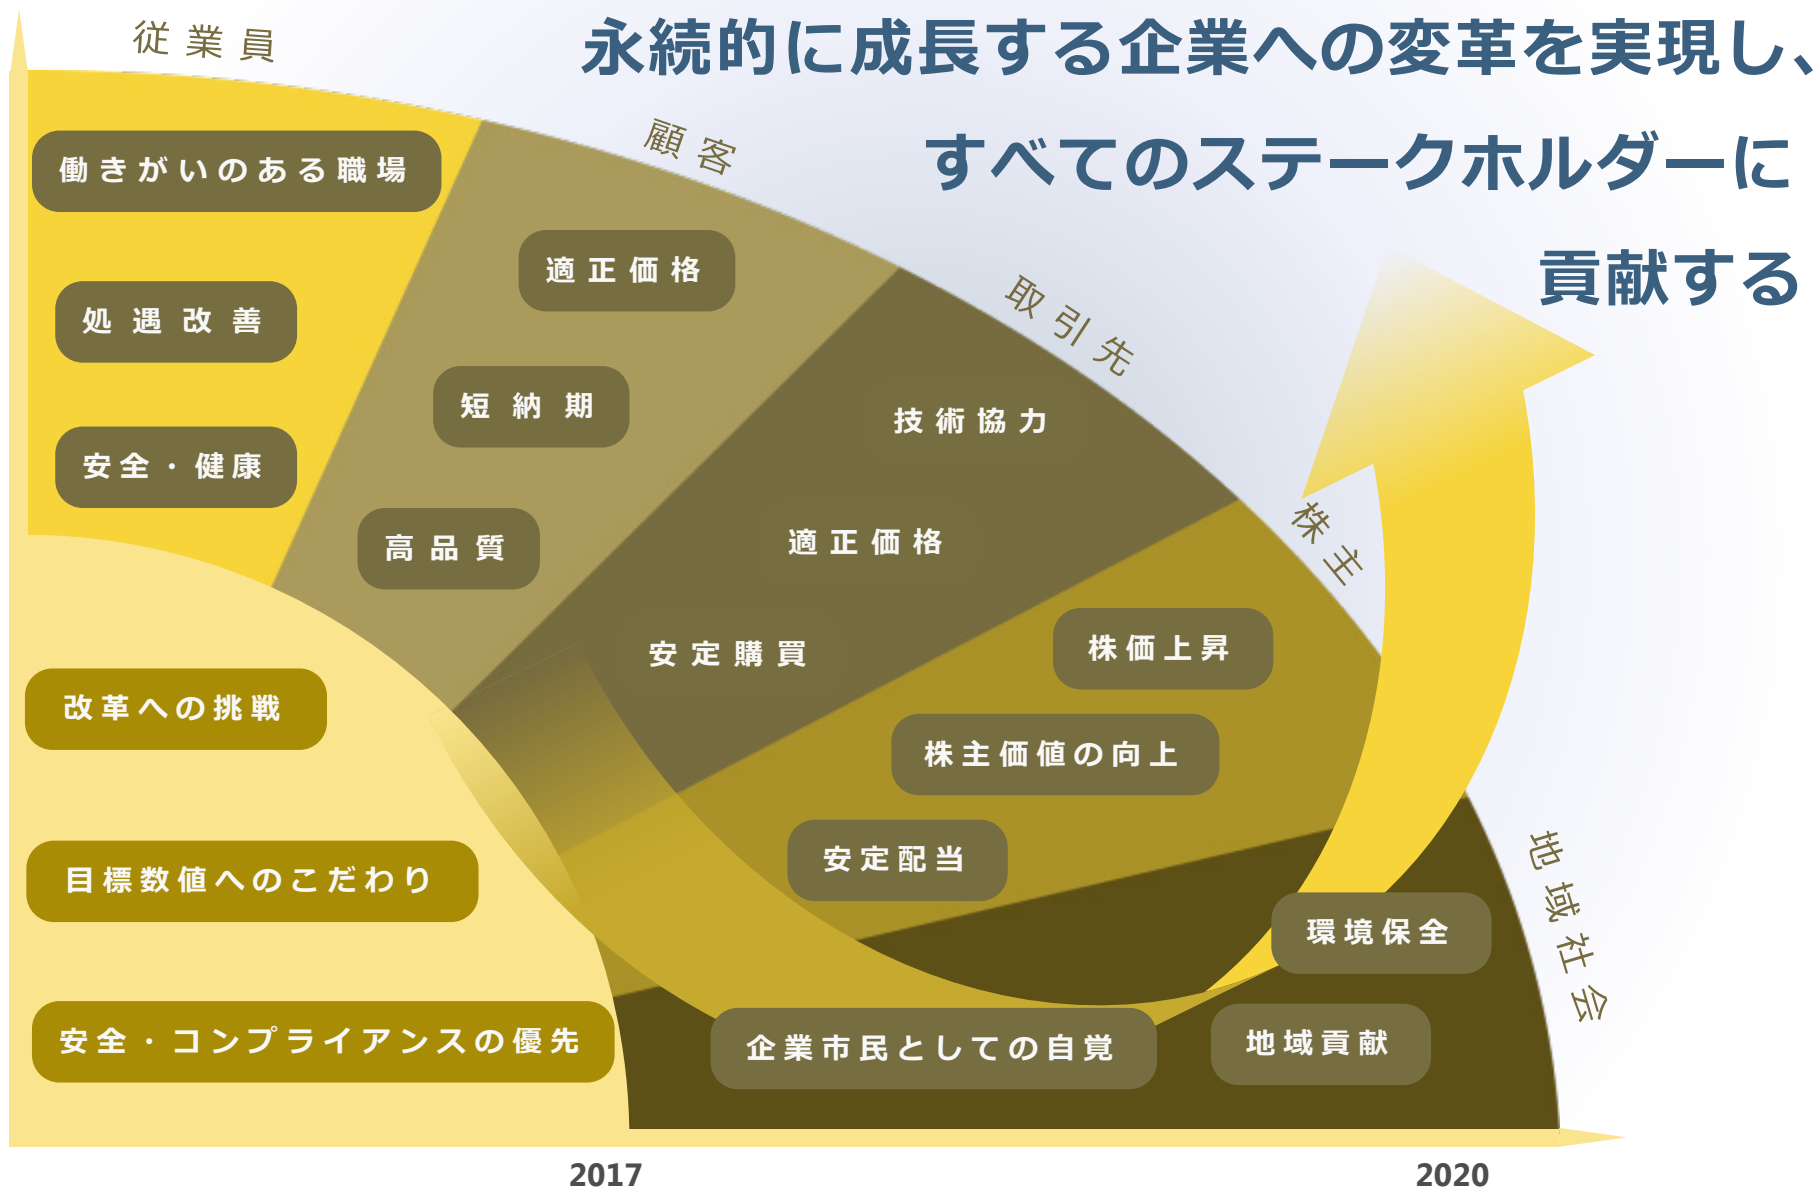 永続的に成長する企業への変革を実現し、
すべてのステークホルダーに
貢献する
従業員
働きがいのある職場
処遇改善
安全・健康
顧客
適正価格
短納期
高品質
取引先
技術協力
適正価格
安定購買
株主
株価上昇
株主価値の向上
安定配当
地域社会
環境保全
地域貢献
企業市民としての自覚
改革への挑戦
目標数値へのこだわり
安全・コンプライアンスの優先
2017
2020